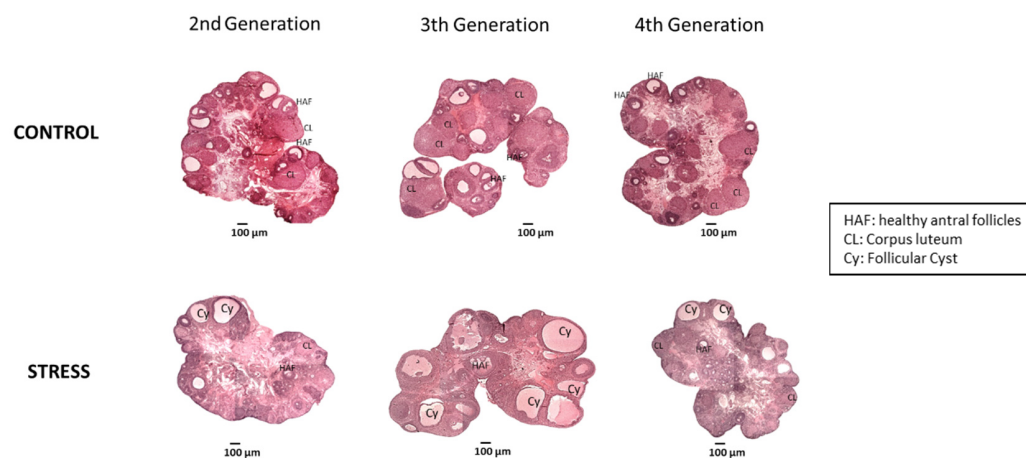 2nd Generation
3th Generation
4th Generation
CONTROL
HAF
CL
HAF
CL
100 µm
CL
CL
CL
HAF
HAF
CL
100 µm
HAF
HAF
CL
CL
CL
100 µm
HAF: healthy antral follicles
CL: Corpus luteum
Cy: Follicular Cyst
STRESS
Cy
Cy
CL
HAF
100 µm
Cy
HAF
Cy
Cy
Cy
100 µm
Cy
Cy
CL
HAF
CL
100 µm